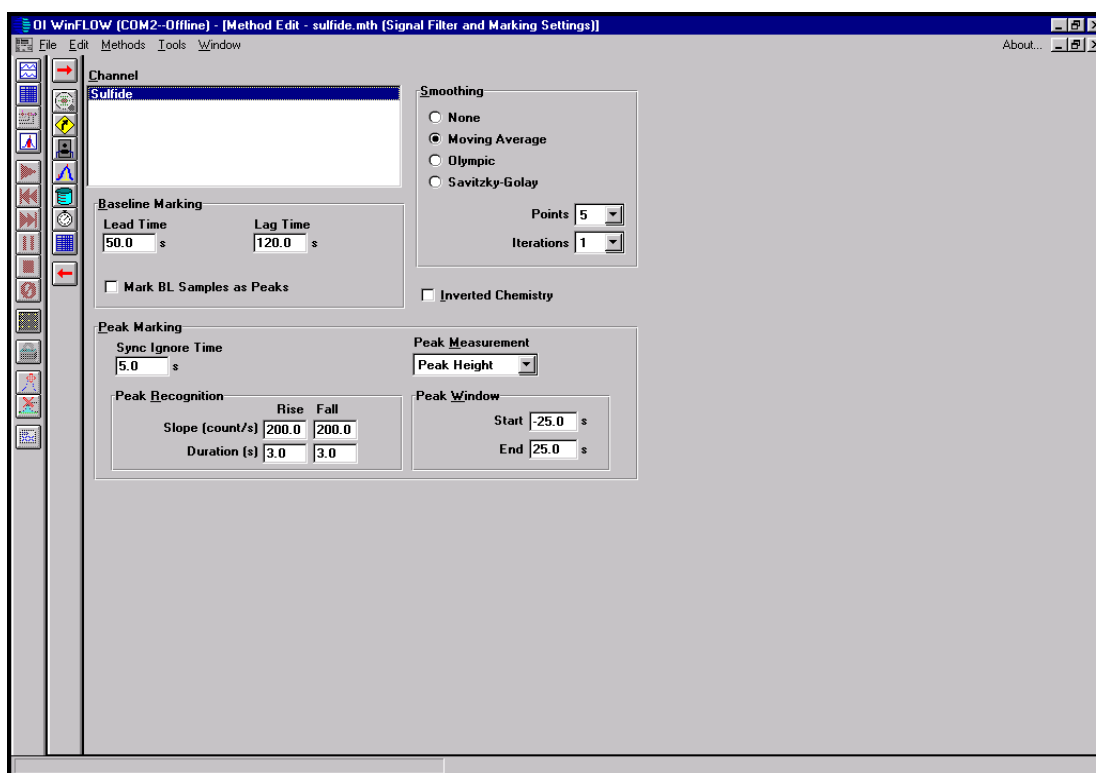 OI WinFLOW (COM2--Offline) - [Method Edit - sulfide.mth (Signal Filter and Marking Settings)]
File Edit Methods Tools Window About...
Channel
Sulfide
Smoothing
None
Moving Average
Olympic
Savitzky-Golay
Points 5
Iterations 1
Baseline Marking
Lead Time Lag Time
50.0 s 120.0 s
Mark BL Samples as Peaks
Inverted Chemistry
Peak Marking
Sync Ignore Time
5.0 s
Peak Measurement
Peak Height
Peak Recognition
Rise Fall
Slope (count/s) 200.0 200.0
Duration (s) 3.0 3.0
Peak Window
Start -25.0 s
End 25.0 s